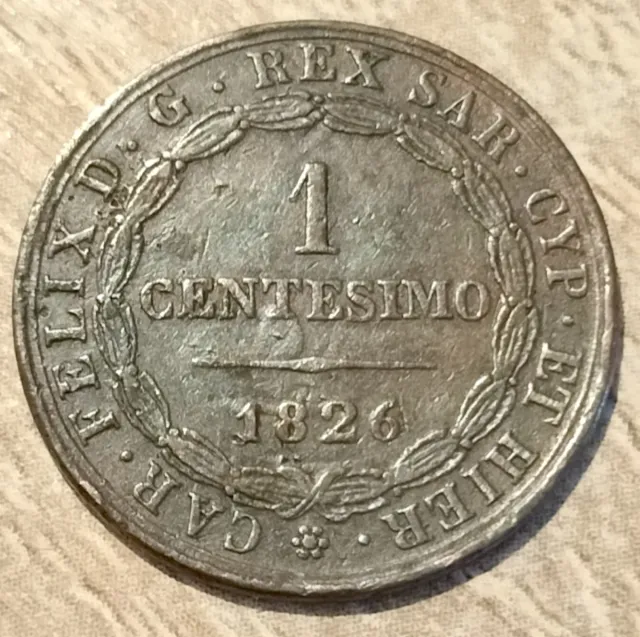 CAR · FELIX D · G · REX SAR · CYP · ET HIER ·
1
CENTESIMO
1826